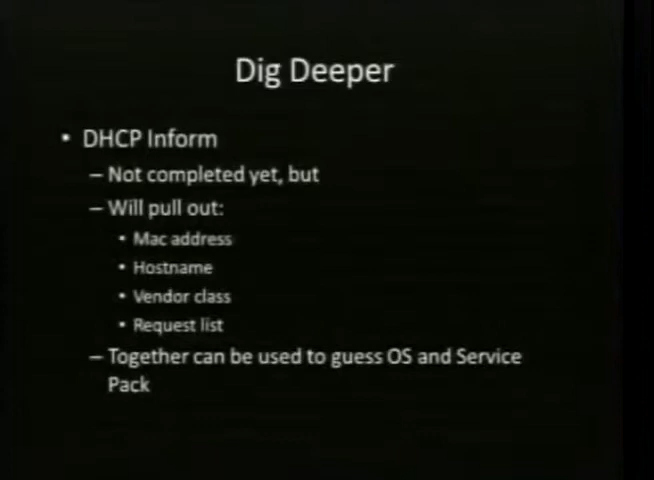 Dig Deeper
• DHCP Inform
– Not completed yet, but
– Will pull out:
• Mac address
• Hostname
• Vendor class
• Request list
– Together can be used to guess OS and Service
Pack